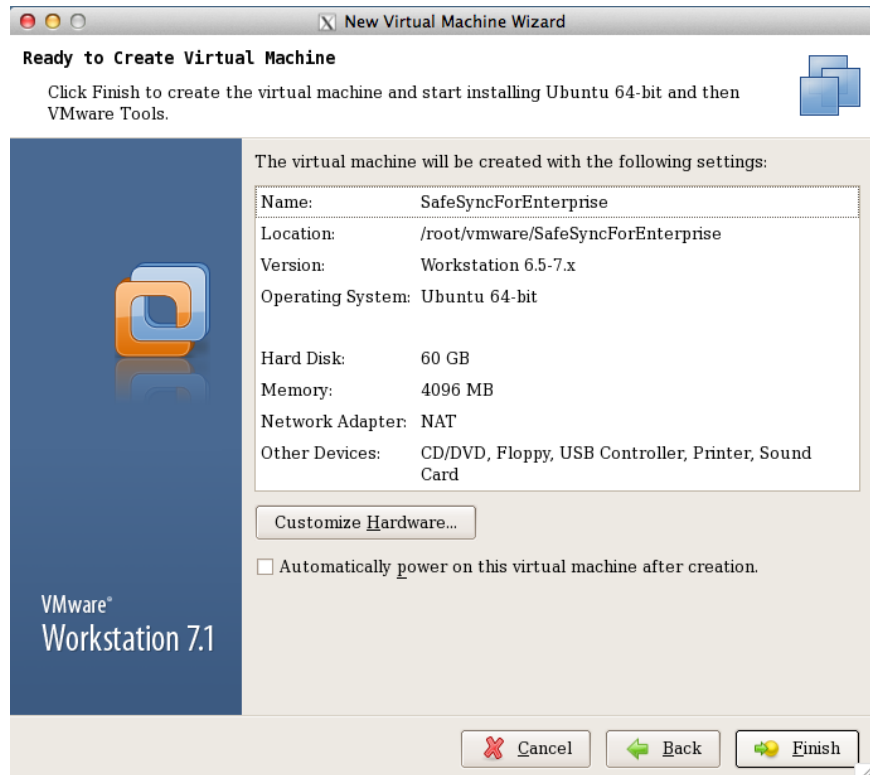 New Virtual Machine Wizard
Ready to Create Virtual Machine
Click Finish to create the virtual machine and start installing Ubuntu 64-bit and then
VMware Tools.
The virtual machine will be created with the following settings:
Name: SafeSyncForEnterprise
Location: /root/vmware/SafeSyncForEnterprise
Version: Workstation 6.5-7.x
Operating System: Ubuntu 64-bit
Hard Disk: 60 GB
Memory: 4096 MB
Network Adapter: NAT
Other Devices: CD/DVD, Floppy, USB Controller, Printer, Sound
Card
Customize Hardware...
Automatically power on this virtual machine after creation.
VMware®
Workstation 7.1
Cancel Back Finish